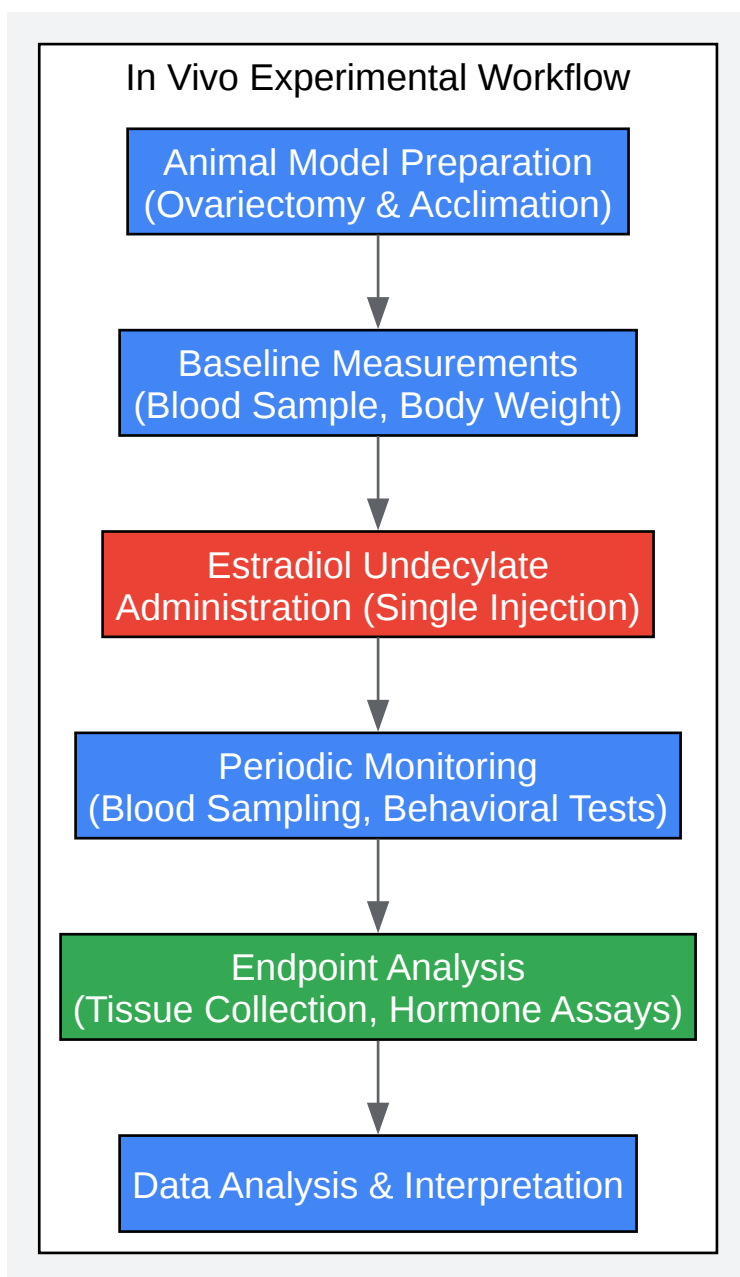 In Vivo Experimental Workflow
Animal Model Preparation
(Ovariectomy & Acclimation)
Baseline Measurements
(Blood Sample, Body Weight)
Estradiol Undecylate
Administration (Single Injection)
Periodic Monitoring
(Blood Sampling, Behavioral Tests)
Endpoint Analysis
(Tissue Collection, Hormone Assays)
Data Analysis & Interpretation